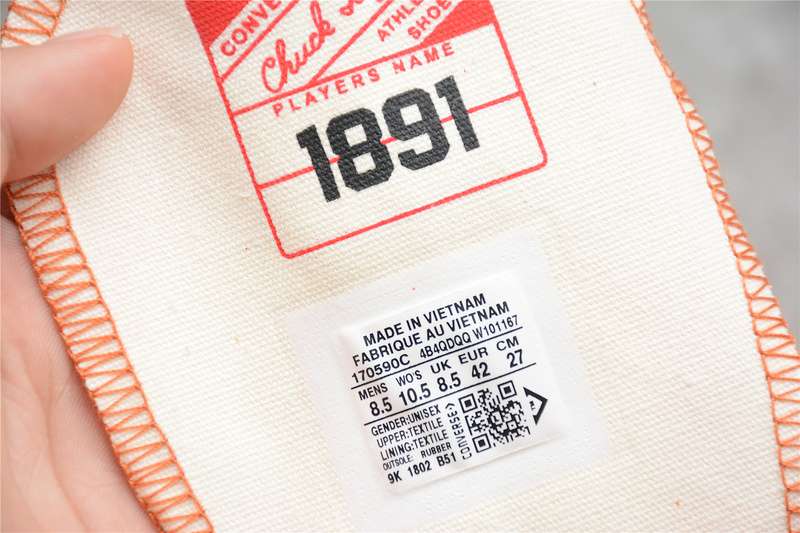 CONVE
Chuck
ATHLE
SHOE
PLAYERS NAME
1891
MADE IN VIETNAM
FABRIQUE AU VIETNAM
170590C 4B4QDQQ W101167
MENS WO'S UK EUR CM
8.5 10.5 8.5 42 27
GENDER:UNISEX
UPPER:TEXTILE
LINING:TEXTILE
OUTSOLE: RUBBER
9K 1802 B51
CONVERSE